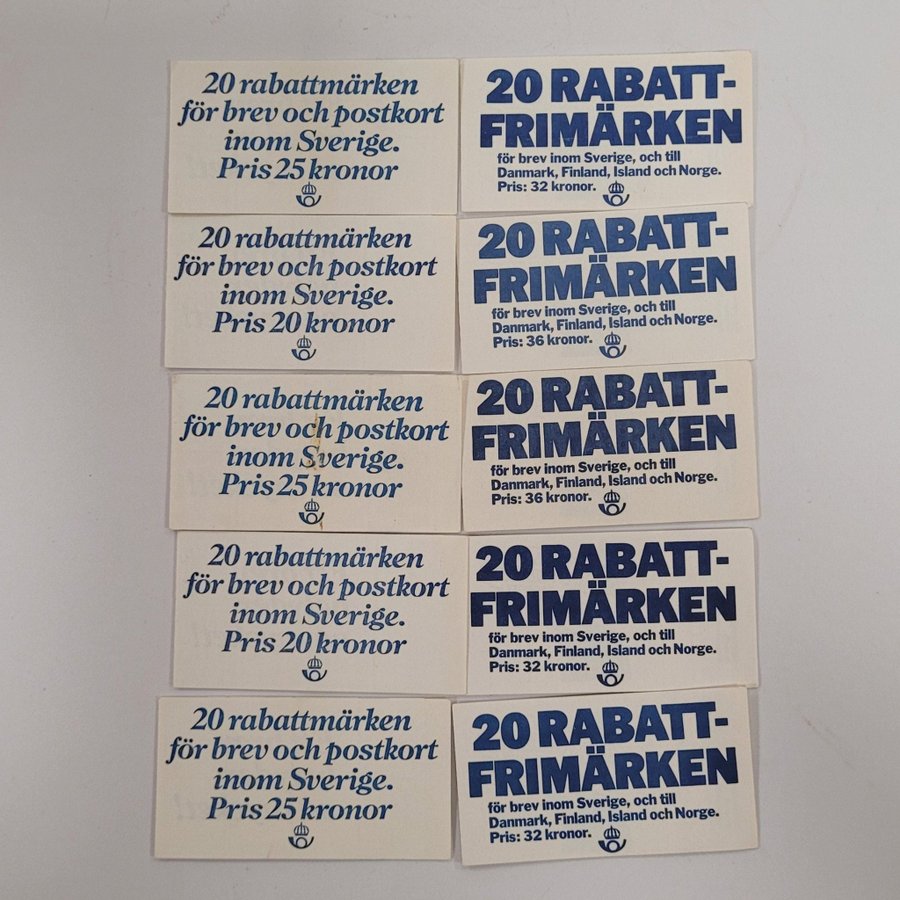 20 rabattmärken
för brev och postkort
inom Sverige.
Pris 25 kronor
20 RABATT-
FRIMÄRKEN
för brev inom Sverige, och till
Danmark, Finland, Island och Norge.
Pris: 32 kronor.
20 rabattmärken
för brev och postkort
inom Sverige.
Pris 20 kronor
20 RABATT-
FRIMÄRKEN
för brev inom Sverige, och till
Danmark, Finland, Island och Norge.
Pris: 36 kronor.
20 rabattmärken
för brev och postkort
inom Sverige.
Pris 25 kronor
20 RABATT-
FRIMÄRKEN
för brev inom Sverige, och till
Danmark, Finland, Island och Norge.
Pris: 36 kronor.
20 rabattmärken
för brev och postkort
inom Sverige.
Pris 20 kronor
20 RABATT-
FRIMÄRKEN
för brev inom Sverige, och till
Danmark, Finland, Island och Norge.
Pris: 32 kronor.
20 rabattmärken
för brev och postkort
inom Sverige.
Pris 25 kronor
20 RABATT-
FRIMÄRKEN
för brev inom Sverige, och till
Danmark, Finland, Island och Norge.
Pris: 32 kronor.